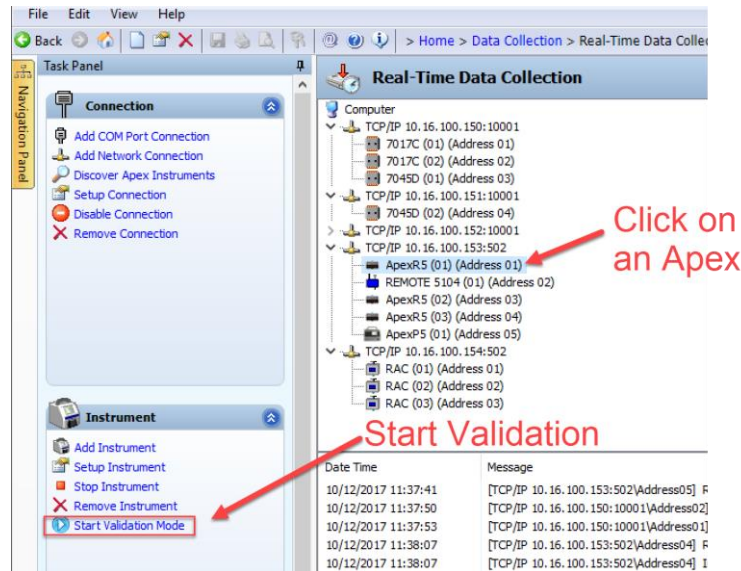 File Edit View Help
Back > Home > Data Collection > Real-Time Data Collec
Navigation Panel
Task Panel
Connection
Add COM Port Connection
Add Network Connection
Discover Apex Instruments
Setup Connection
Disable Connection
Remove Connection
Instrument
Add Instrument
Setup Instrument
Stop Instrument
Remove Instrument
Start Validation Mode
Real-Time Data Collection
Computer
TCP/IP 10.16.100.150:10001
7017C (01) (Address 01)
7017C (02) (Address 02)
7045D (01) (Address 03)
TCP/IP 10.16.100.151:10001
7045D (02) (Address 04)
TCP/IP 10.16.100.152:10001
TCP/IP 10.16.100.153:502
ApexR5 (01) (Address 01)
REMOTE 5104 (01) (Address 02)
ApexR5 (02) (Address 03)
ApexR5 (03) (Address 04)
ApexP5 (01) (Address 05)
TCP/IP 10.16.100.154:502
RAC (01) (Address 01)
RAC (02) (Address 02)
RAC (03) (Address 03)
Click on
an Apex
Start Validation
Date Time Message
10/12/2017 11:37:41 [TCP/IP 10.16.100.153:502\Address05] R
10/12/2017 11:37:50 [TCP/IP 10.16.100.150:10001\Address02]
10/12/2017 11:37:53 [TCP/IP 10.16.100.150:10001\Address01]
10/12/2017 11:38:07 [TCP/IP 10.16.100.153:502\Address04] R
10/12/2017 11:38:07 [TCP/IP 10.16.100.153:502\Address04] I